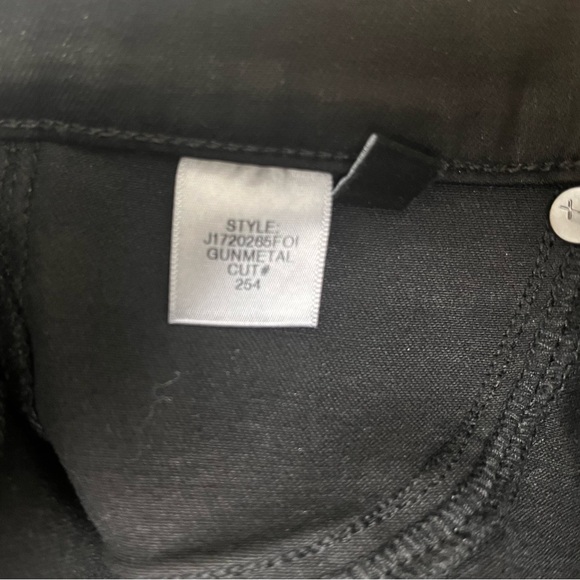 STYLE:
J1720265FOI
GUNMETAL
CUT#
254